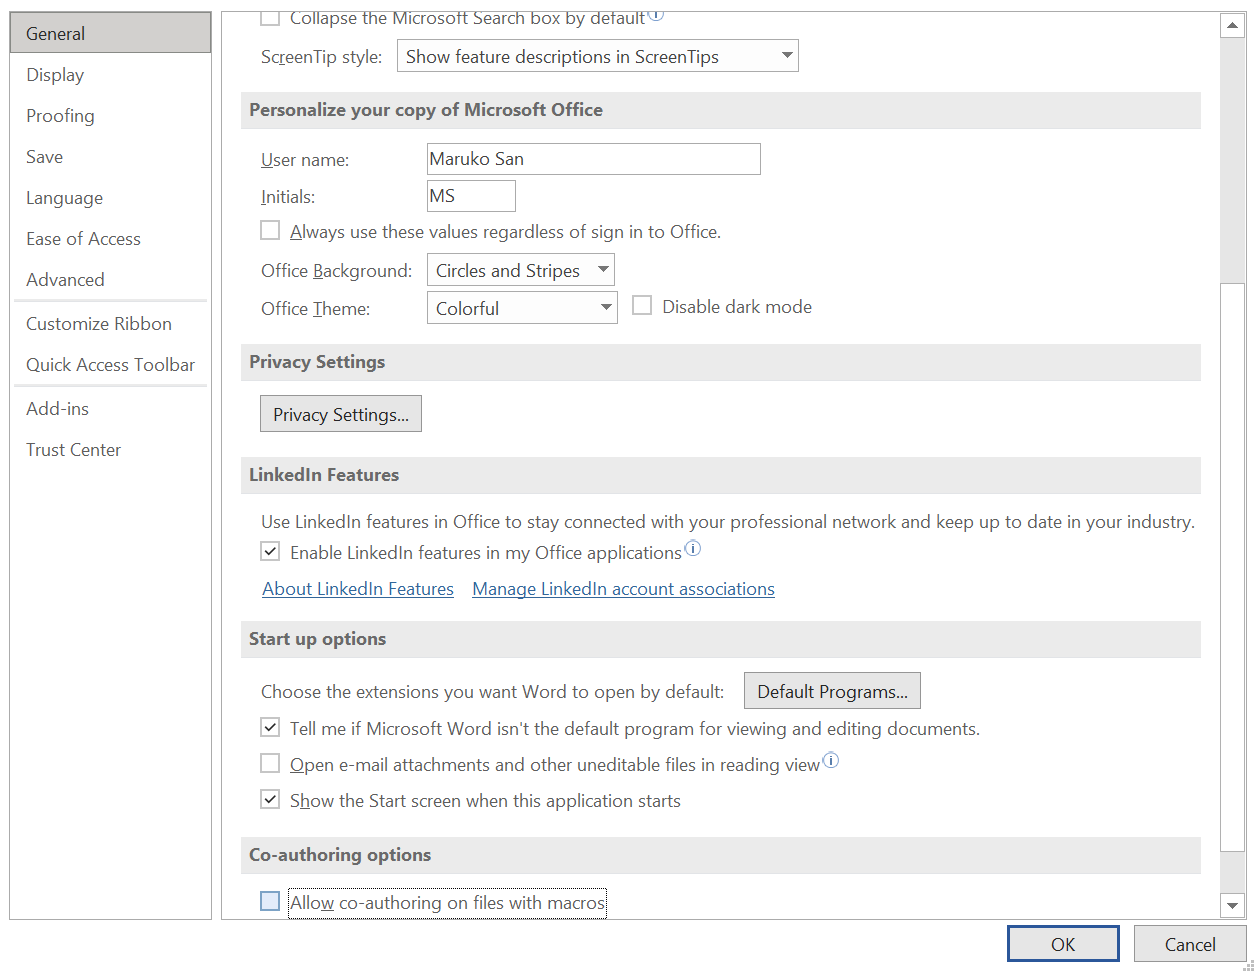 General
Display
Proofing
Save
Language
Ease of Access
Advanced
Customize Ribbon
Quick Access Toolbar
Add-ins
Trust Center
Collapse the Microsoft Search box by default
ScreenTip style: Show feature descriptions in ScreenTips
Personalize your copy of Microsoft Office
User name: Maruko San
Initials: MS
Always use these values regardless of sign in to Office.
Office Background: Circles and Stripes
Office Theme: Colorful Disable dark mode
Privacy Settings
Privacy Settings...
LinkedIn Features
Use LinkedIn features in Office to stay connected with your professional network and keep up to date in your industry.
Enable LinkedIn features in my Office applications
About LinkedIn Features Manage LinkedIn account associations
Start up options
Choose the extensions you want Word to open by default: Default Programs...
Tell me if Microsoft Word isn't the default program for viewing and editing documents.
Open e-mail attachments and other uneditable files in reading view
Show the Start screen when this application starts
Co-authoring options
Allow co-authoring on files with macros
OK Cancel